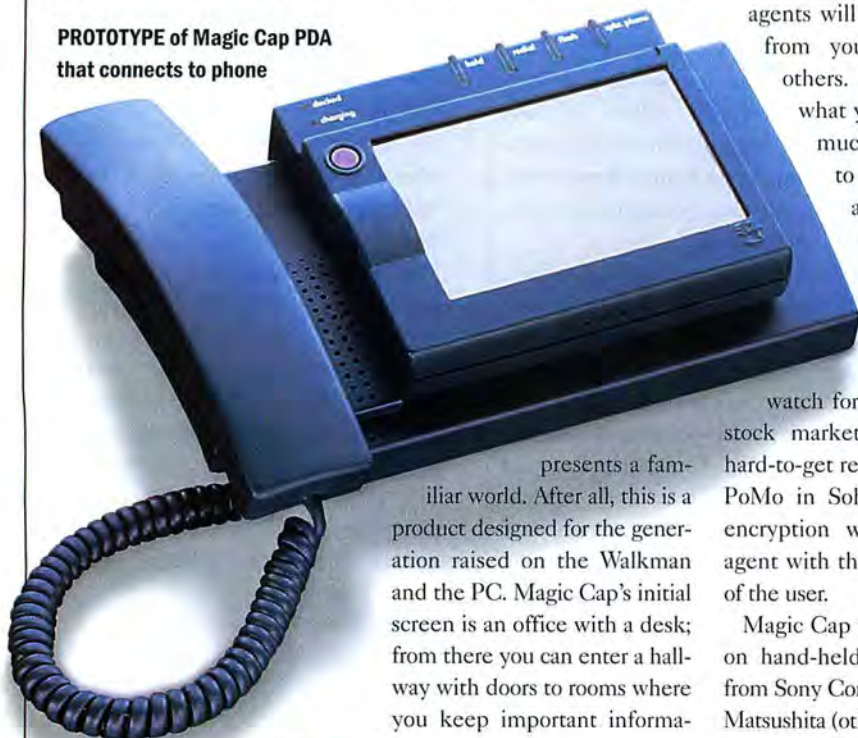 PROTOTYPE of Magic Cap PDA
that connects to phone
docked
charging
hold
redial
flash
spkr phone
presents a fam-
iliar world. After all, this is a
product designed for the gener-
ation raised on the Walkman
and the PC. Magic Cap's initial
screen is an office with a desk;
from there you can enter a hall-
way with doors to rooms where
you keep important informa-
agents will
from you
others.
what y
muc
to
a
watch for
stock market
hard-to-get re
PoMo in Sol
encryption w
agent with th
of the user.
Magic Cap
on hand-held
from Sony Cor
Matsushita (ot